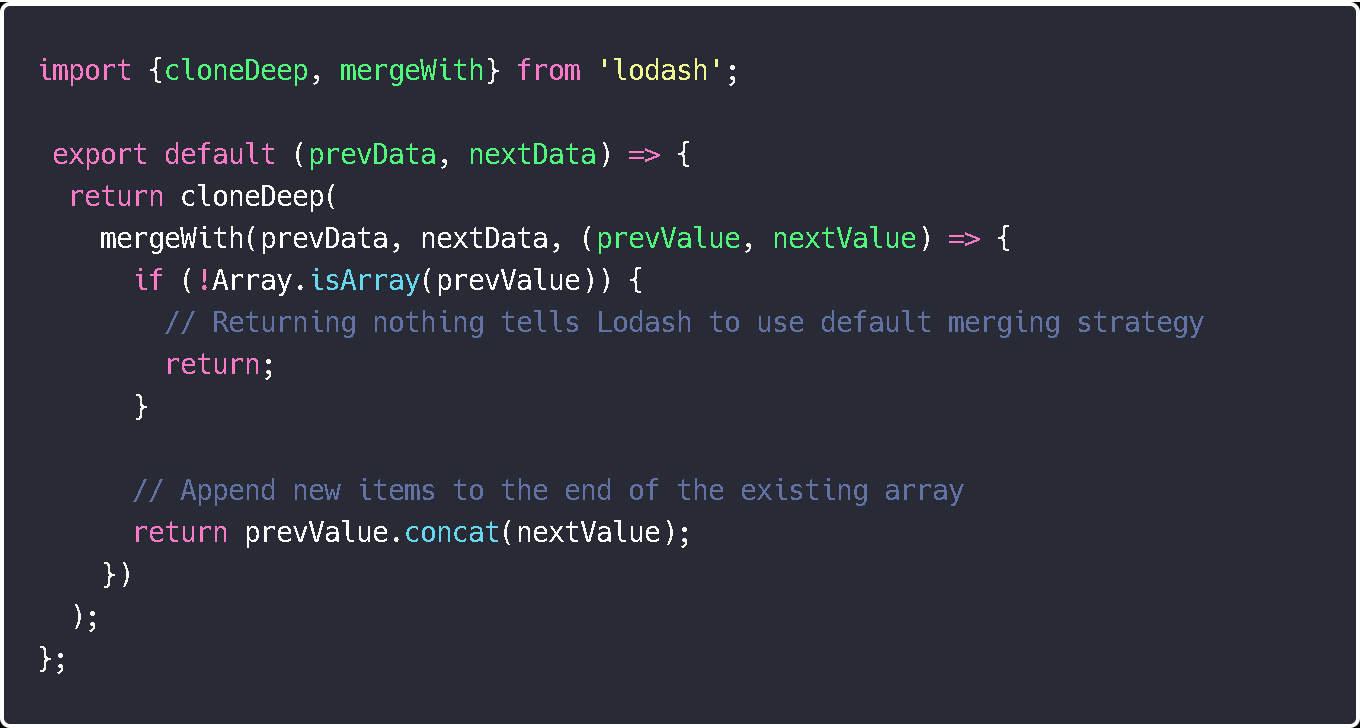 import {cloneDeep, mergeWith} from 'lodash';
export default (prevData, nextData) => {
return cloneDeep(
mergeWith(prevData, nextData, (prevValue, nextValue) => {
if (!Array.isArray(prevValue)) {
// Returning nothing tells Lodash to use default merging strategy
return;
}
// Append new items to the end of the existing array
return prevValue.concat(nextValue);
})
);
};